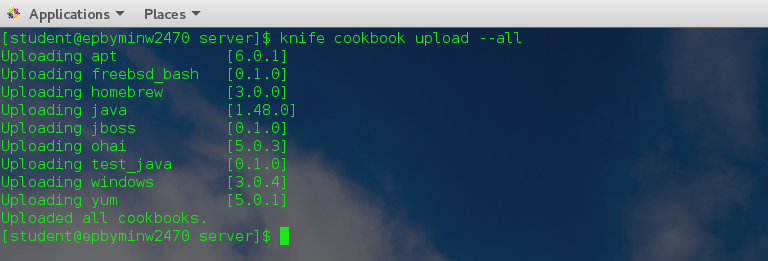 Applications Places
[student@epbyminw2470 server]$ knife cookbook upload --all
Uploading apt [6.0.1]
Uploading freebsd_bash [0.1.0]
Uploading homebrew [3.0.0]
Uploading java [1.48.0]
Uploading jboss [0.1.0]
Uploading ohai [5.0.3]
Uploading test_java [0.1.0]
Uploading windows [3.0.4]
Uploading yum [5.0.1]
Uploaded all cookbooks.
[student@epbyminw2470 server]$